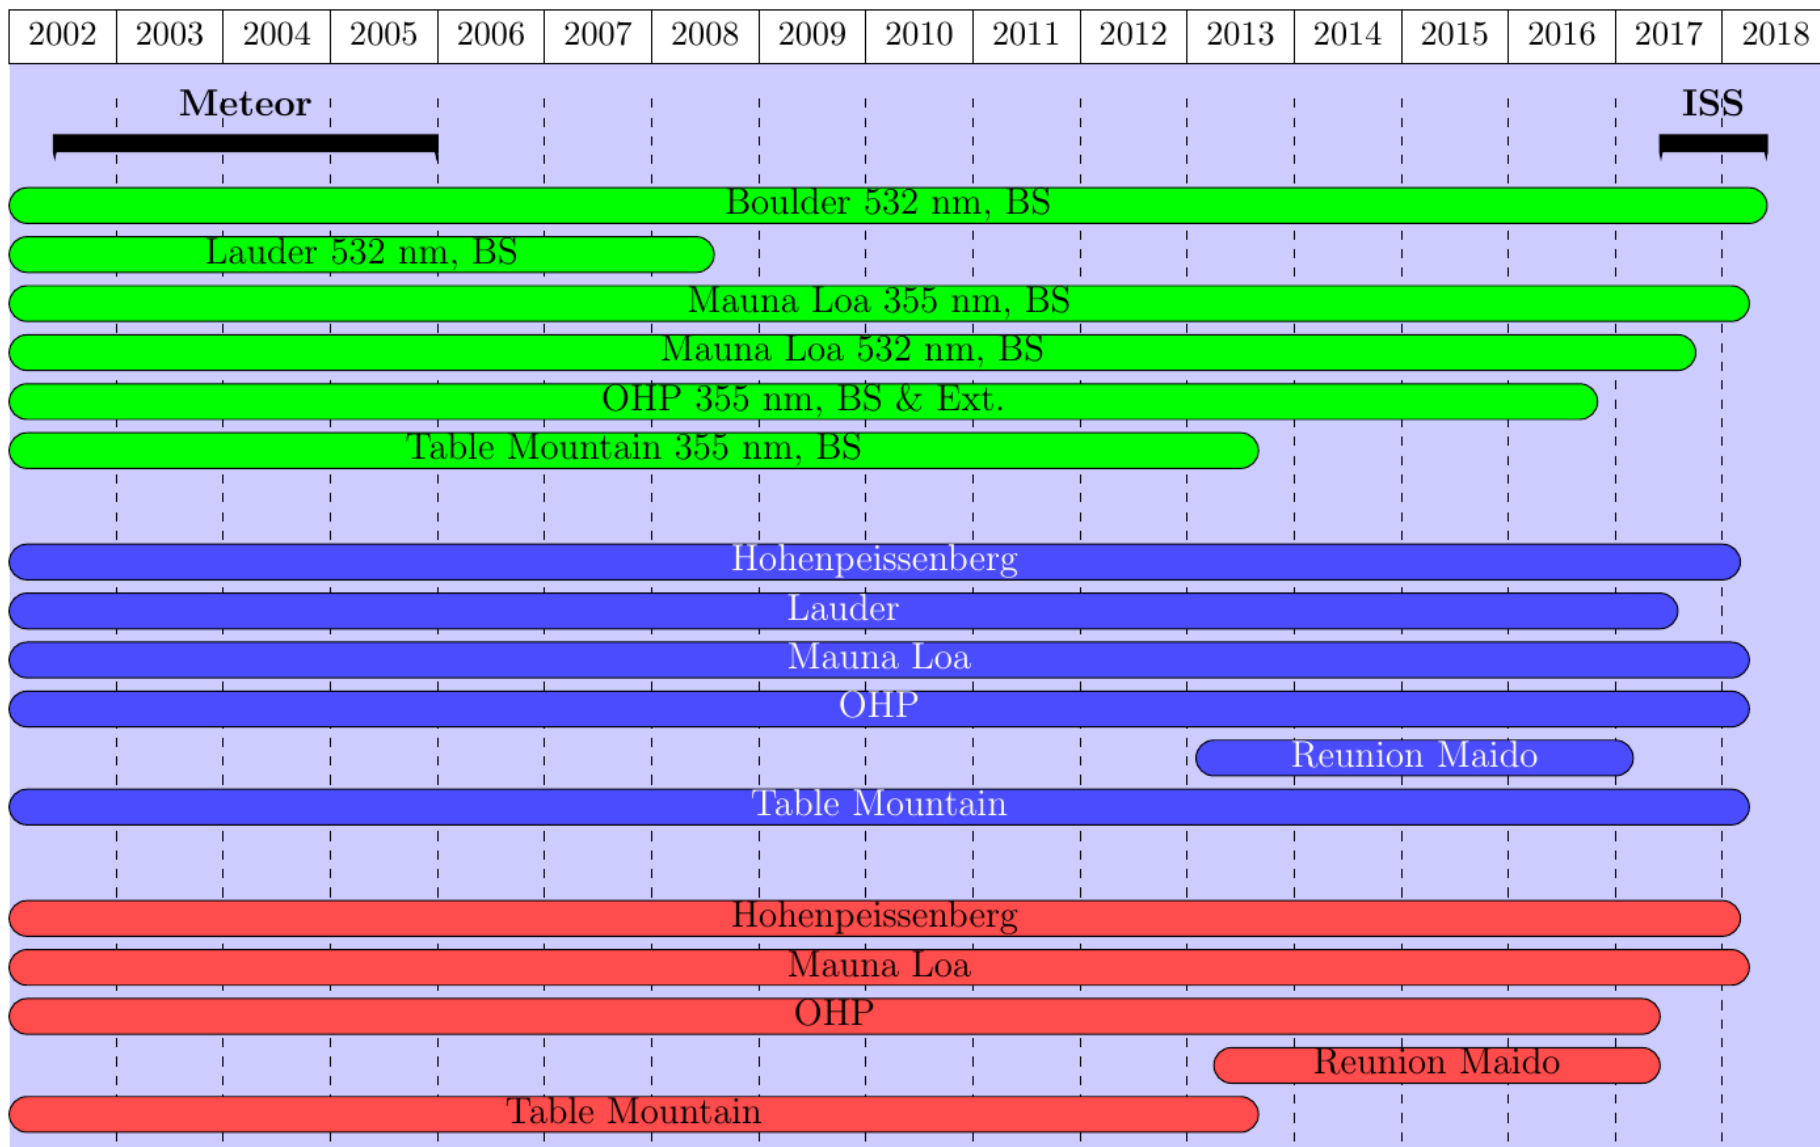 2002 2003 2004 2005 2006 2007 2008 2009 2010 2011 2012 2013 2014 2015 2016 2017 2018
Meteor ISS
Boulder 532 nm, BS
Lauder 532 nm, BS
Mauna Loa 355 nm, BS
Mauna Loa 532 nm, BS
OHP 355 nm, BS & Ext.
Table Mountain 355 nm, BS
Hohenpeissenberg
Lauder
Mauna Loa
OHP
Reunion Maido
Table Mountain
Hohenpeissenberg
Mauna Loa
OHP
Reunion Maido
Table Mountain